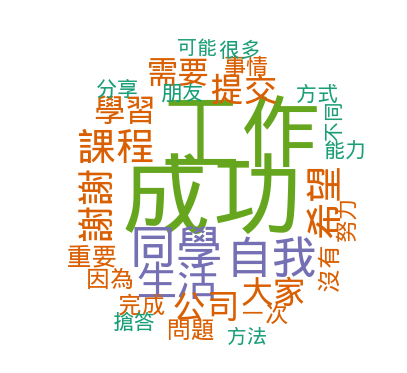 可能 很多
需要 事情
分享 朋友 提交 方式
學習 工作 不同
課程 能力
成功
謝謝 希望 努力
同學 自我
重要 生活 沒有
因為 公司 大家
完成 一次
搶答 問題 方法